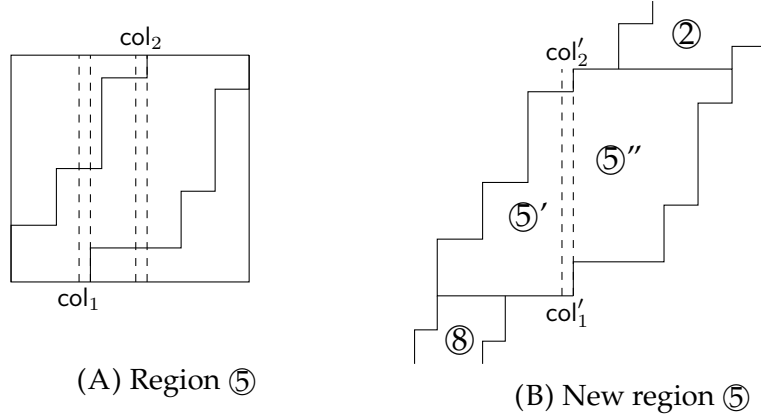 col₂
col₁
(A) Region ⑤
②
col′₂
⑤″
⑤′
col′₁
⑧
(B) New region ⑤